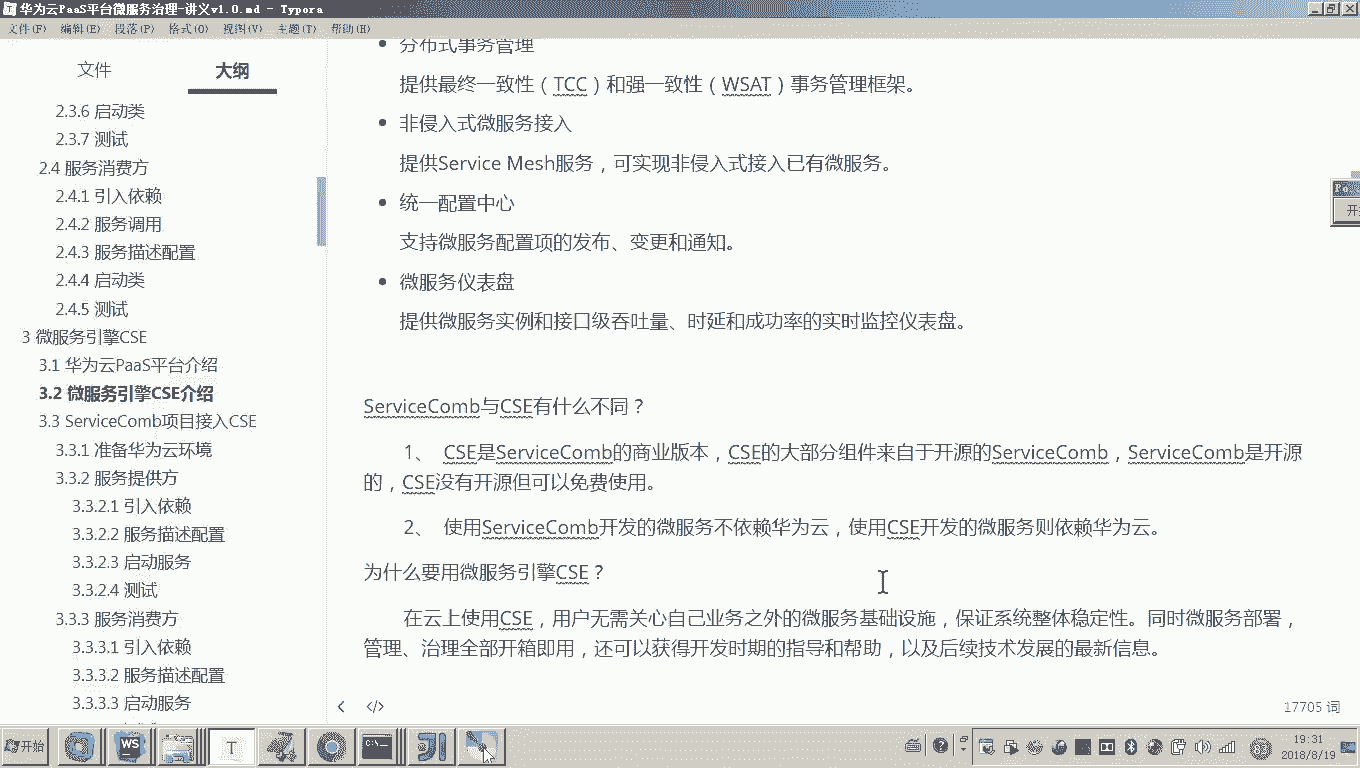 华为云PaaS平台微服务治理-讲义v1.0.md - Typora
文件(F) 编辑(E) 段落(P) 格式(O) 视图(V) 主题(T) 帮助(H)
文件 大纲
2.3.6 启动类
2.3.7 测试
2.4 服务消费方
2.4.1 引入依赖
2.4.2 服务调用
2.4.3 服务描述配置
2.4.4 启动类
2.4.5 测试
3 微服务引擎CSE
3.1 华为云PaaS平台介绍
3.2 微服务引擎CSE介绍
3.3 ServiceComb项目接入CSE
3.3.1 准备华为云环境
3.3.2 服务提供方
3.3.2.1 引入依赖
3.3.2.2 服务描述配置
3.3.2.3 启动服务
3.3.2.4 测试
3.3.3 服务消费方
3.3.3.1 引入依赖
3.3.3.2 服务描述配置
3.3.3.3 启动服务
分布式事务管理
提供最终一致性（TCC）和强一致性（WSAT）事务管理框架。
非侵入式微服务接入
提供Service Mesh服务，可实现非侵入式接入已有微服务。
统一配置中心
支持微服务配置项的发布、变更和通知。
微服务仪表盘
提供微服务实例和接口级吞吐量、时延和成功率的实时监控仪表盘。
ServiceComb与CSE有什么不同？
1、 CSE是ServiceComb的商业版本，CSE的大部分组件来自于开源的ServiceComb，ServiceComb是开源
的，CSE没有开源但可以免费使用。
2、 使用ServiceComb开发的微服务不依赖华为云，使用CSE开发的微服务则依赖华为云。
为什么要用微服务引擎CSE？
在云上使用CSE，用户无需关心自己业务之外的微服务基础设施，保证系统整体稳定性。同时微服务部署，
管理、治理全部开箱即用，还可以获得开发时期的指导和帮助，以及后续技术发展的最新信息。
17705 词
开始
WS
T
19:31
2018/8/19